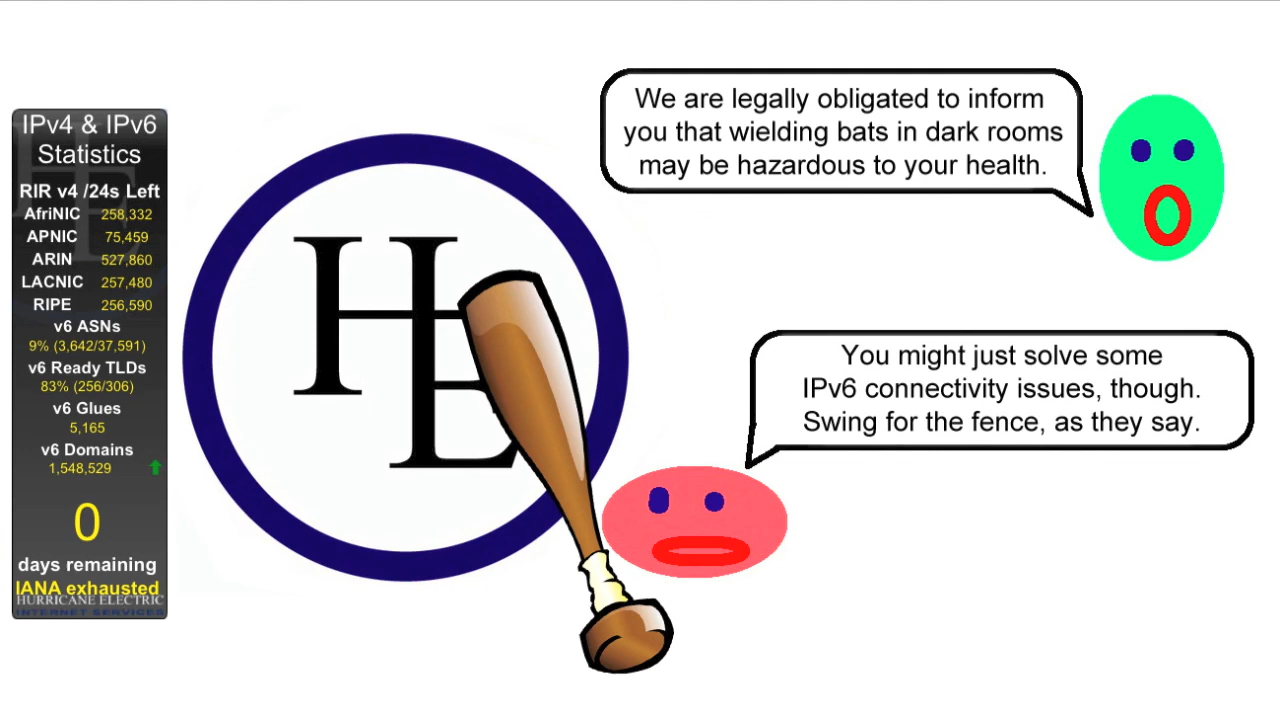 IPv4 & IPv6
Statistics
RIR v4 /24s Left
AfriNIC 258,332
APNIC 75,459
ARIN 527,860
LACNIC 257,480
RIPE 256,590
v6 ASNs
9% (3,642/37,591)
v6 Ready TLDs
83% (256/306)
v6 Glues
5,165
v6 Domains
1,548,529
0
days remaining
IANA exhausted
HURRICANE ELECTRIC
INTERNET SERVICES
HE
We are legally obligated to inform
you that wielding bats in dark rooms
may be hazardous to your health.
You might just solve some
IPv6 connectivity issues, though.
Swing for the fence, as they say.